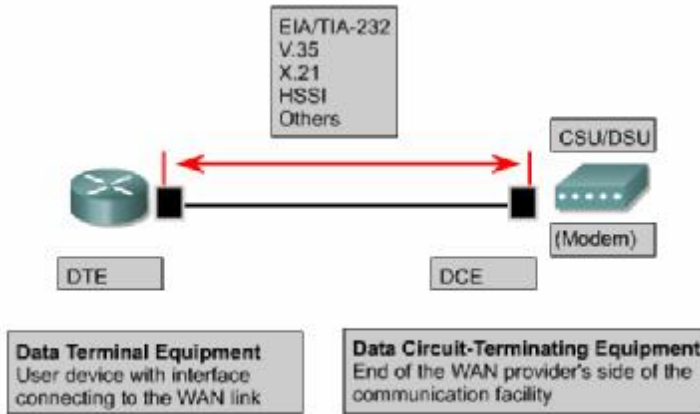 EIA/TIA-232
V.35
X.21
HSSI
Others
CSU/DSU
(Modem)
DTE
DCE
Data Terminal Equipment
User device with interface
connecting to the WAN link
Data Circuit-Terminating Equipment
End of the WAN provider's side of the
communication facility